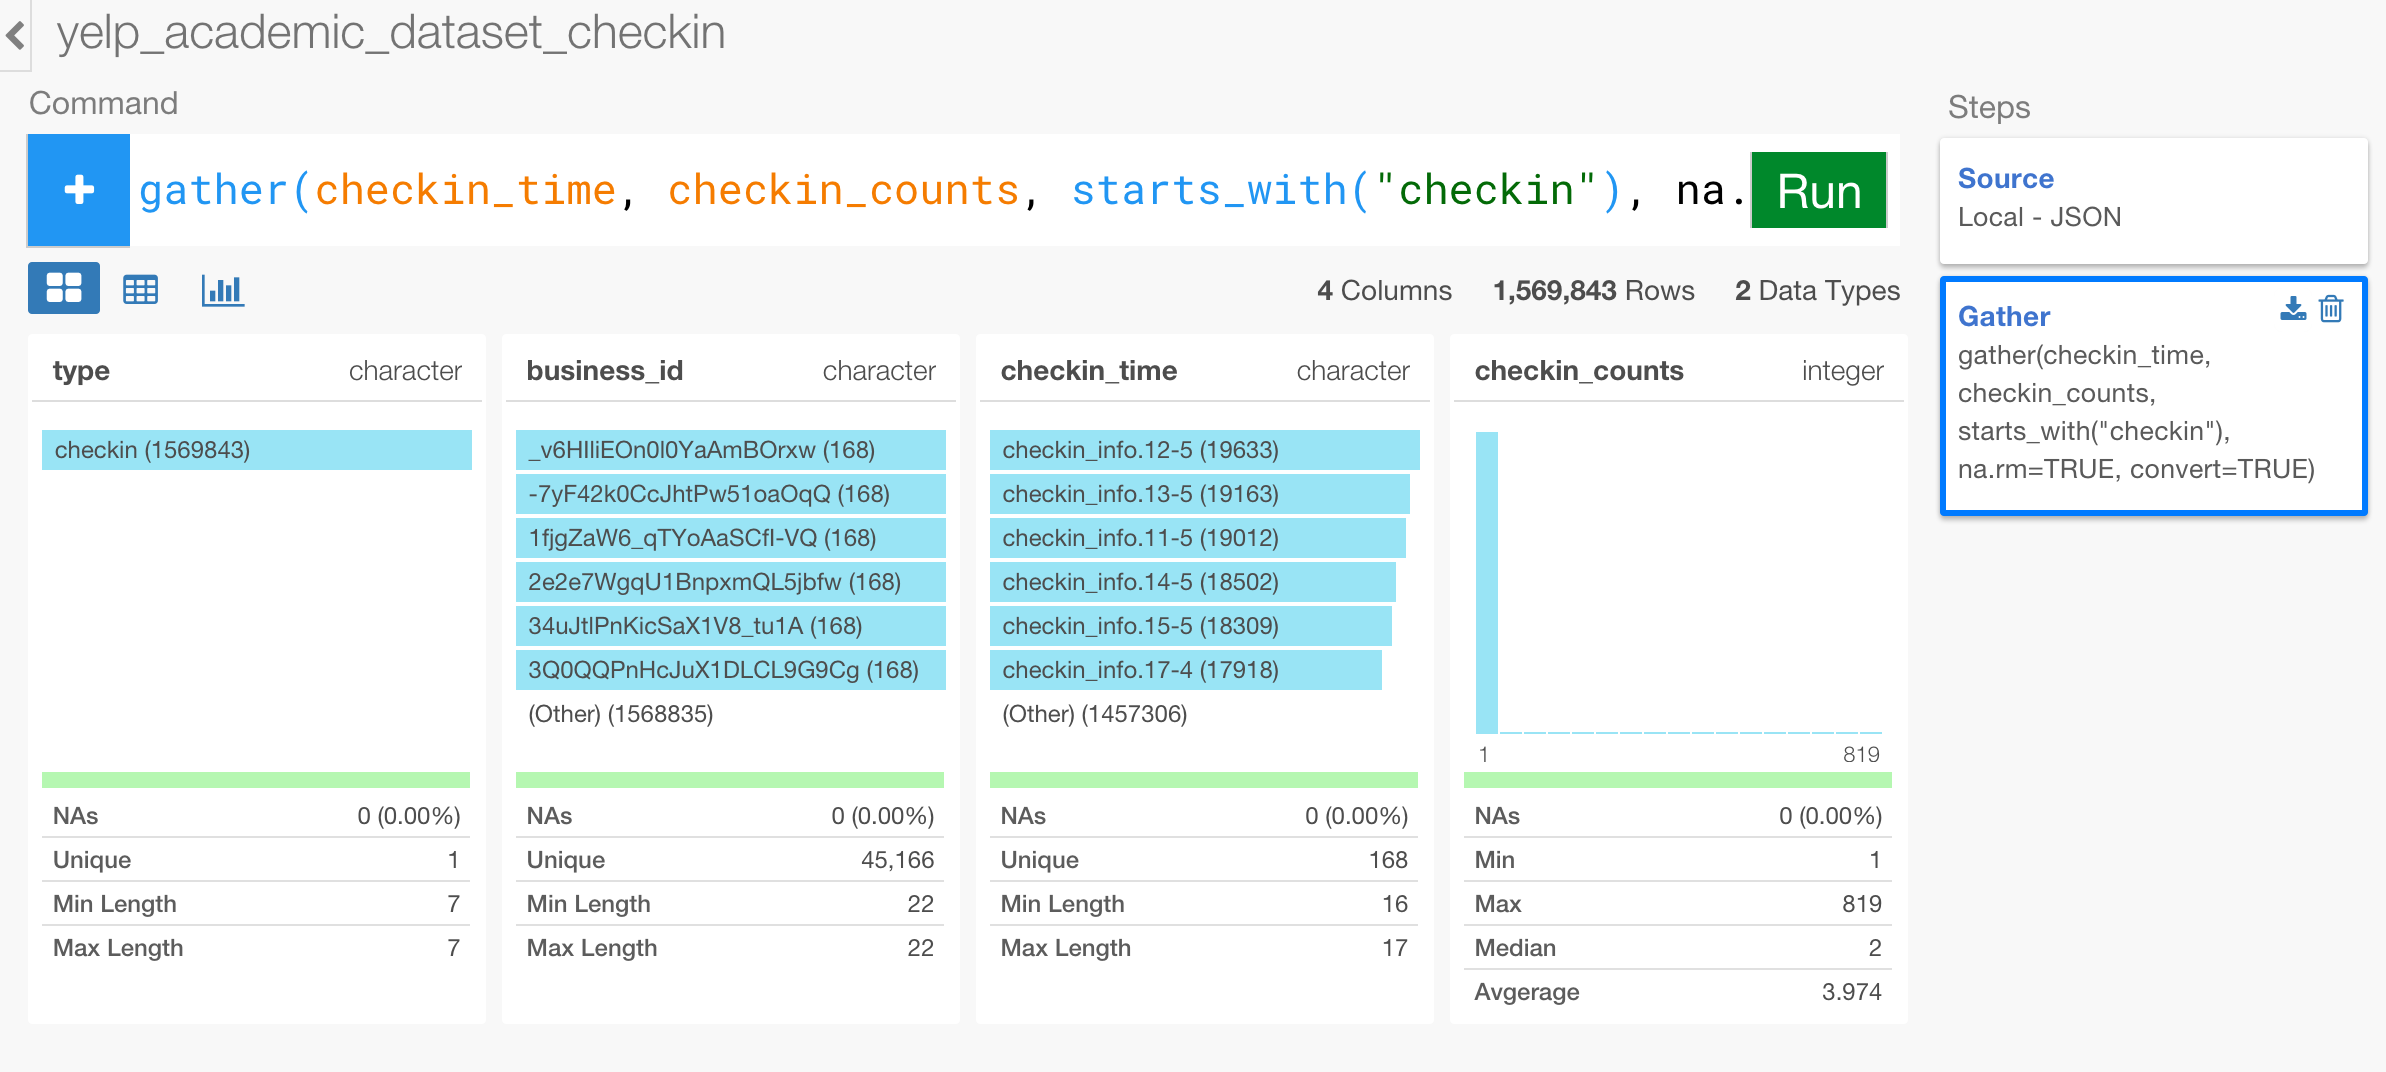 yelp_academic_dataset_checkin
Command
gather(checkin_time, checkin_counts, starts_with("checkin"), na.
Run
4 Columns 1,569,843 Rows 2 Data Types
type character
checkin (1569843)
NAs 0 (0.00%)
Unique 1
Min Length 7
Max Length 7
business_id character
_v6HIliEOn0l0YaAmBOrxw (168)
-7yF42k0CcJhtPw51oaOqQ (168)
1fjgZaW6_qTYoAaSCfI-VQ (168)
2e2e7WgqU1BnpxmQL5jbfw (168)
34uJtlPnKicSaX1V8_tu1A (168)
3Q0QQPnHcJuX1DLCL9G9Cg (168)
(Other) (1568835)
NAs 0 (0.00%)
Unique 45,166
Min Length 22
Max Length 22
checkin_time character
checkin_info.12-5 (19633)
checkin_info.13-5 (19163)
checkin_info.11-5 (19012)
checkin_info.14-5 (18502)
checkin_info.15-5 (18309)
checkin_info.17-4 (17918)
(Other) (1457306)
NAs 0 (0.00%)
Unique 168
Min Length 16
Max Length 17
checkin_counts integer
1 819
NAs 0 (0.00%)
Min 1
Max 819
Median 2
Avgerage 3.974
Steps
Source
Local - JSON
Gather
gather(checkin_time,
checkin_counts,
starts_with("checkin"),
na.rm=TRUE, convert=TRUE)